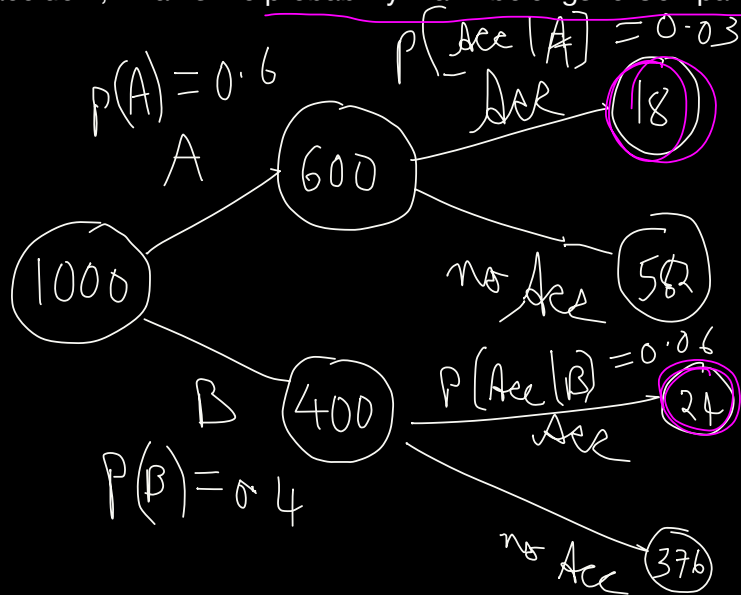 probability
P(Acc | A) = 0.03
P(A) = 0.6
Acc
18
A
600
1000
no Acc
582
P(Acc | B) = 0.06
B
400
24
Acc
P(B) = 0.4
no Acc
376